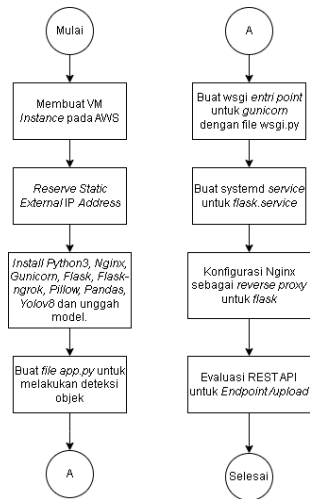 Mulai
Membuat VM
Instance pada AWS
Reserve Static
External IP Address
Install Python3, Nginx,
Gunicorn, Flask, Flask-
ngrok, Pillow, Pandas,
Yolov8 dan unggah
model.
Buat file app.py untuk
melakukan deteksi
objek
A
A
Buat wsgi entri point
untuk gunicorn
dengan file wsgi.py
Buat systemd service
untuk flask.service
Konfigurasi Nginx
sebagai reverse proxy
untuk flask
Evaluasi REST API
untuk Endpoint /upload
Selesai